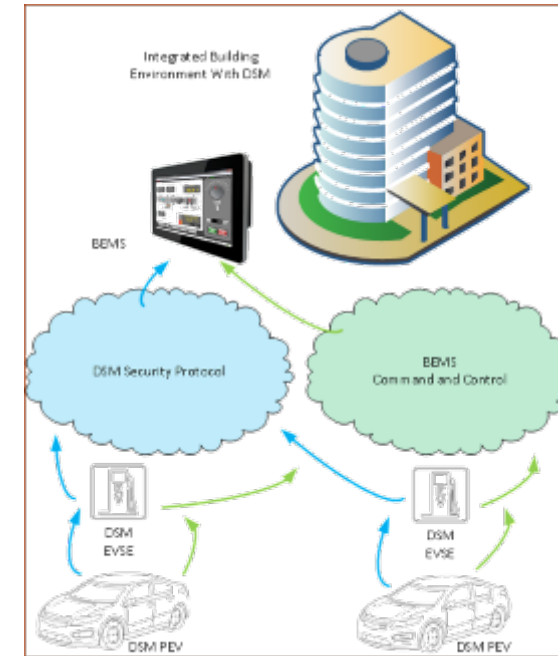 Integrated Building
Environment With DSM
BEMS
DSM Security Protocol
BEMS
Command and Control
DSM
EVSE
DSM
EVSE
DSM PEV
DSM PEV